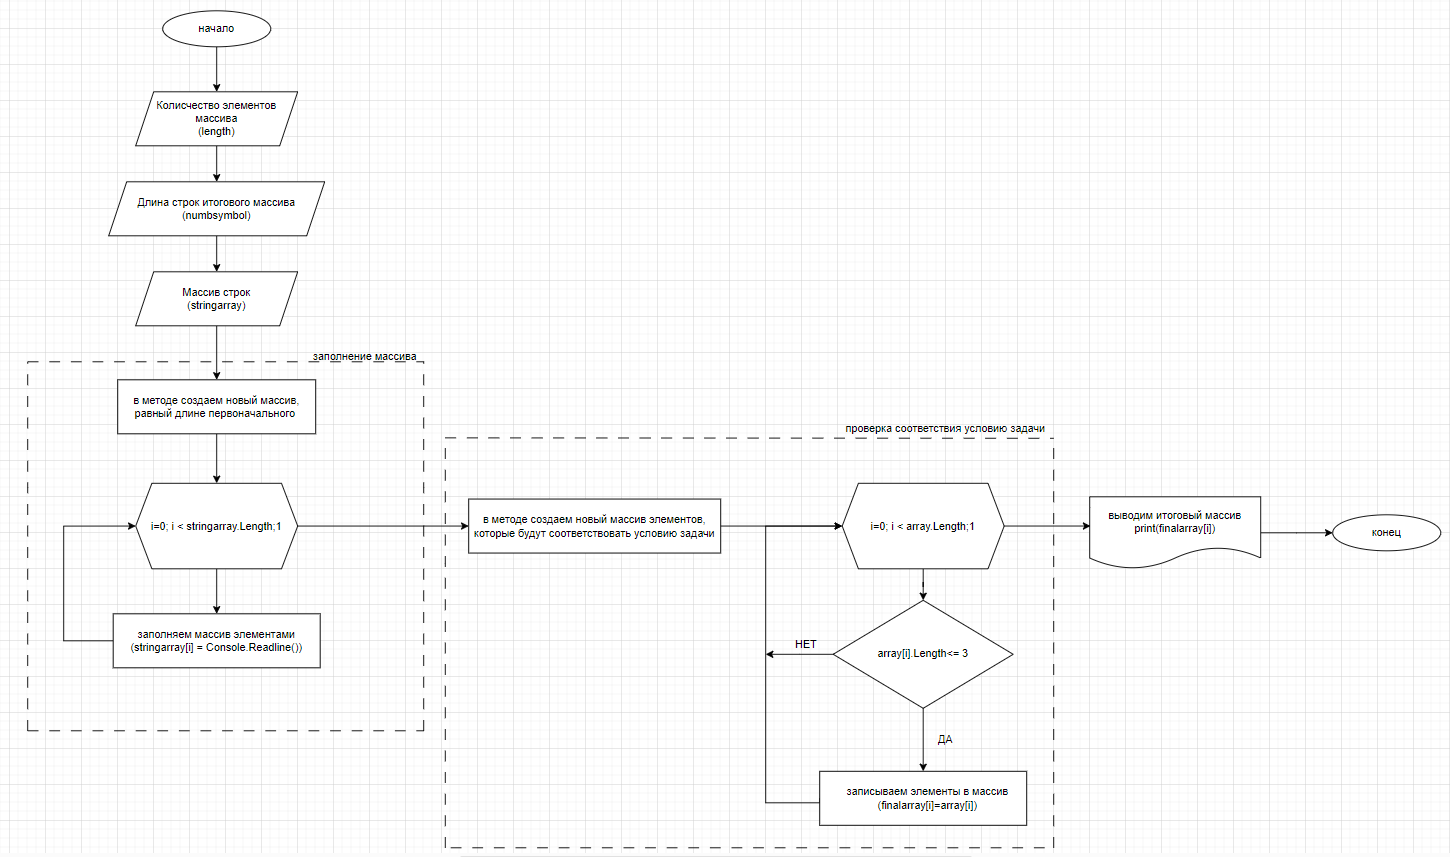 начало
Колисчество элементов
массива
(length)
Длина строк итогового массива
(numbsymbol)
Массив строк
(stringarray)
заполнение массива
в методе создаем новый массив,
равный длине первоначального
i=0; i < stringarray.Length;1
заполняем массив элементами
(stringarray[i] = Console.Readline())
проверка соответствия условию задачи
в методе создаем новый массив элементов,
которые будут соответствовать условию задачи
i=0; i < array.Length;1
array[i].Length<= 3
НЕТ
ДА
записываем элементы в массив
(finalarray[i]=array[i])
выводим итоговый массив
print(finalarray[i])
конец